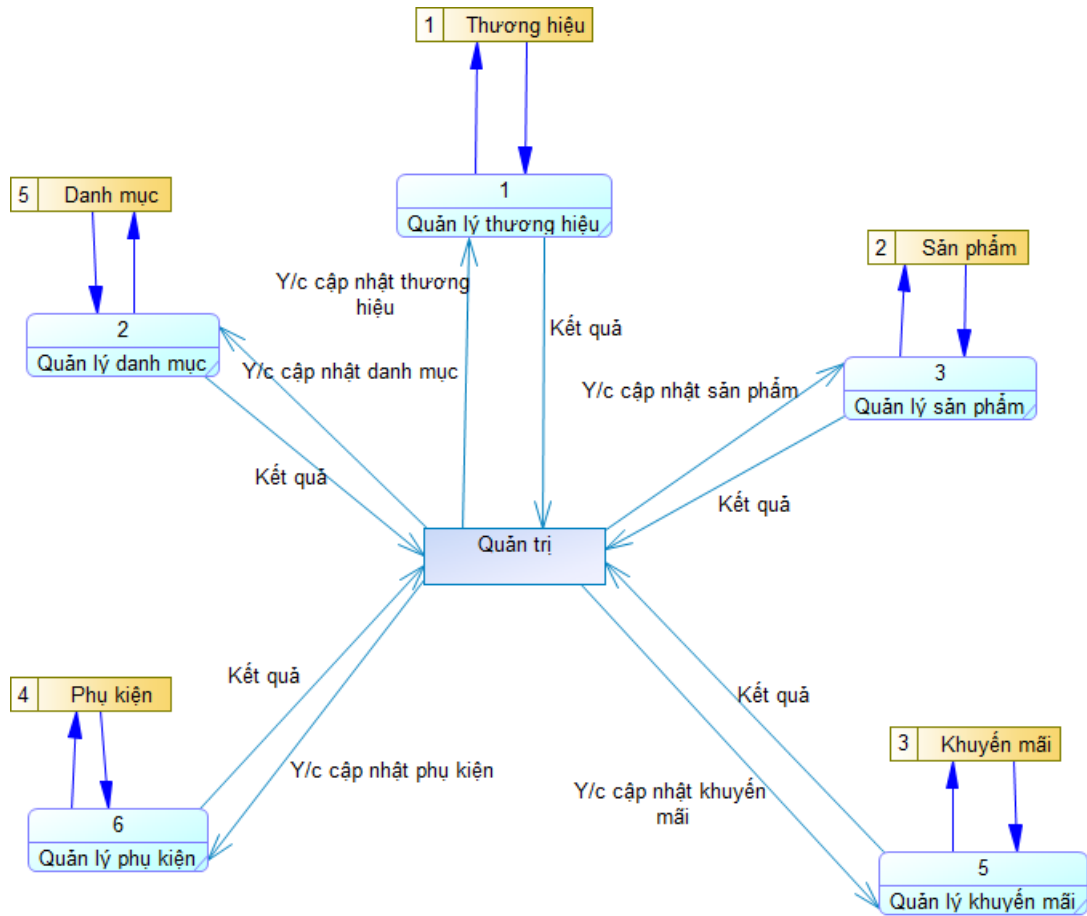 1 Thương hiệu
1
Quản lý thương hiệu
5 Danh mục
2
Quản lý danh mục
2 Sản phẩm
3
Quản lý sản phẩm
Y/c cập nhật thương
hiệu
Kết quả
Y/c cập nhật danh mục
Y/c cập nhật sản phẩm
Kết quả
Kết quả
Quản trị
Kết quả
Kết quả
4 Phụ kiện
3 Khuyến mãi
Y/c cập nhật phụ kiện
Y/c cập nhật khuyến
mãi
6
Quản lý phụ kiện
5
Quản lý khuyến mãi